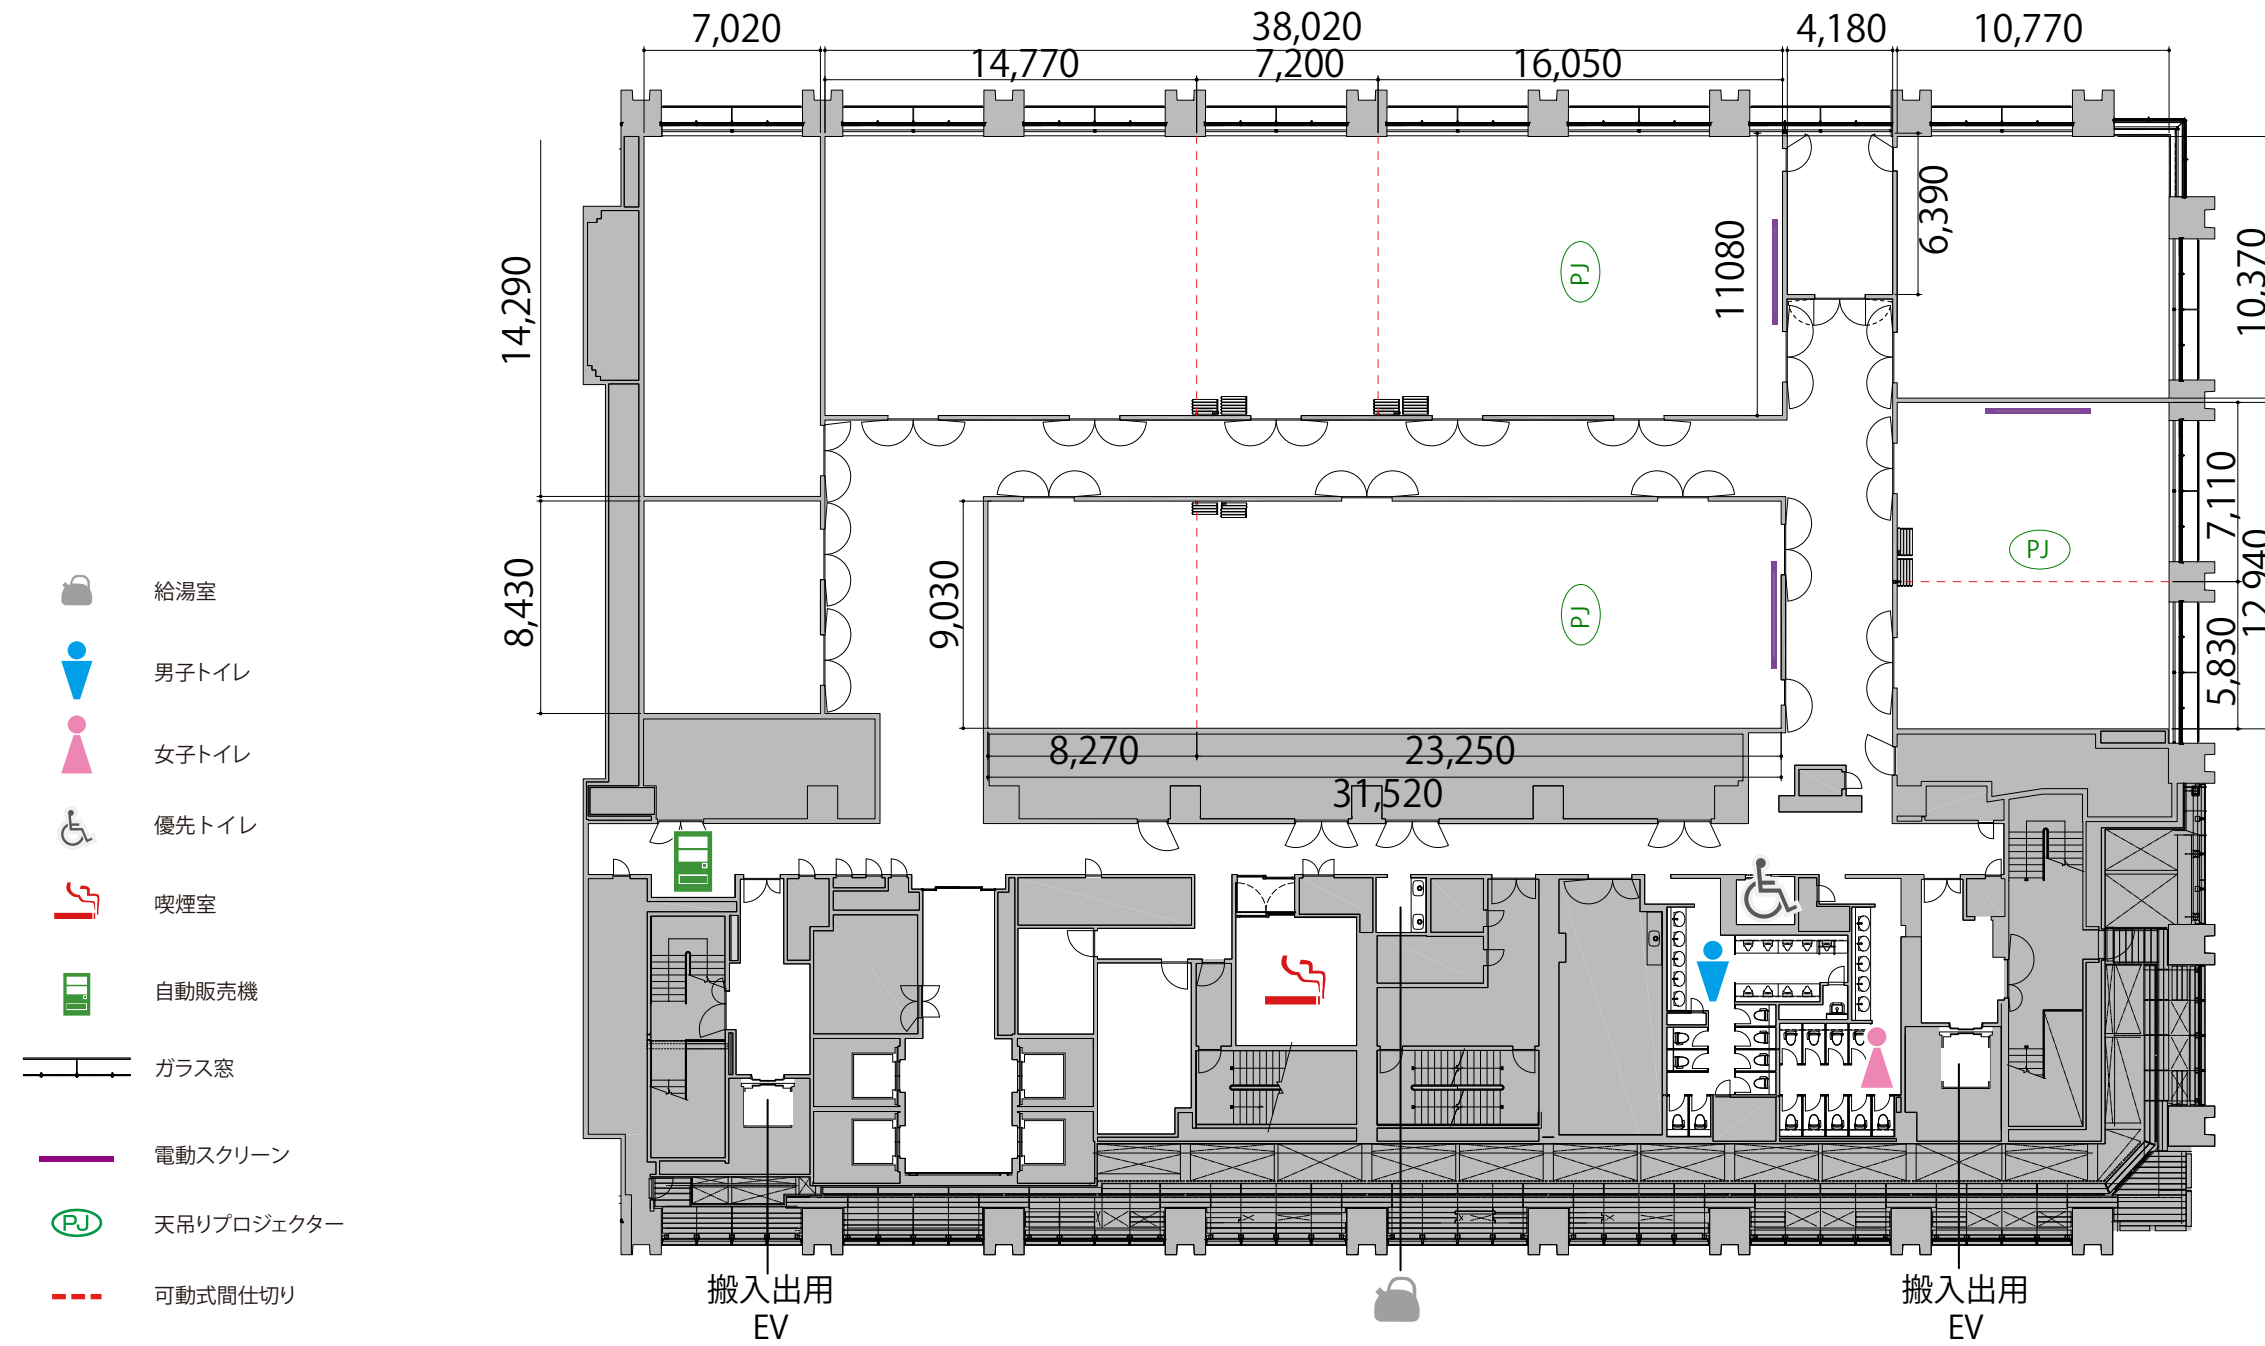 7,020
38,020
4,180
10,770
14,770
7,200
16,050
14,290
11080
6,390
10,370
PJ
8,430
9,030
PJ
PJ
7,110
12,940
5,830
8,270
23,250
31,520
給湯室
男子トイレ
女子トイレ
優先トイレ
喫煙室
自動販売機
ガラス窓
電動スクリーン
PJ
天吊りプロジェクター
可動式間仕切り
搬入出用
EV
搬入出用
EV